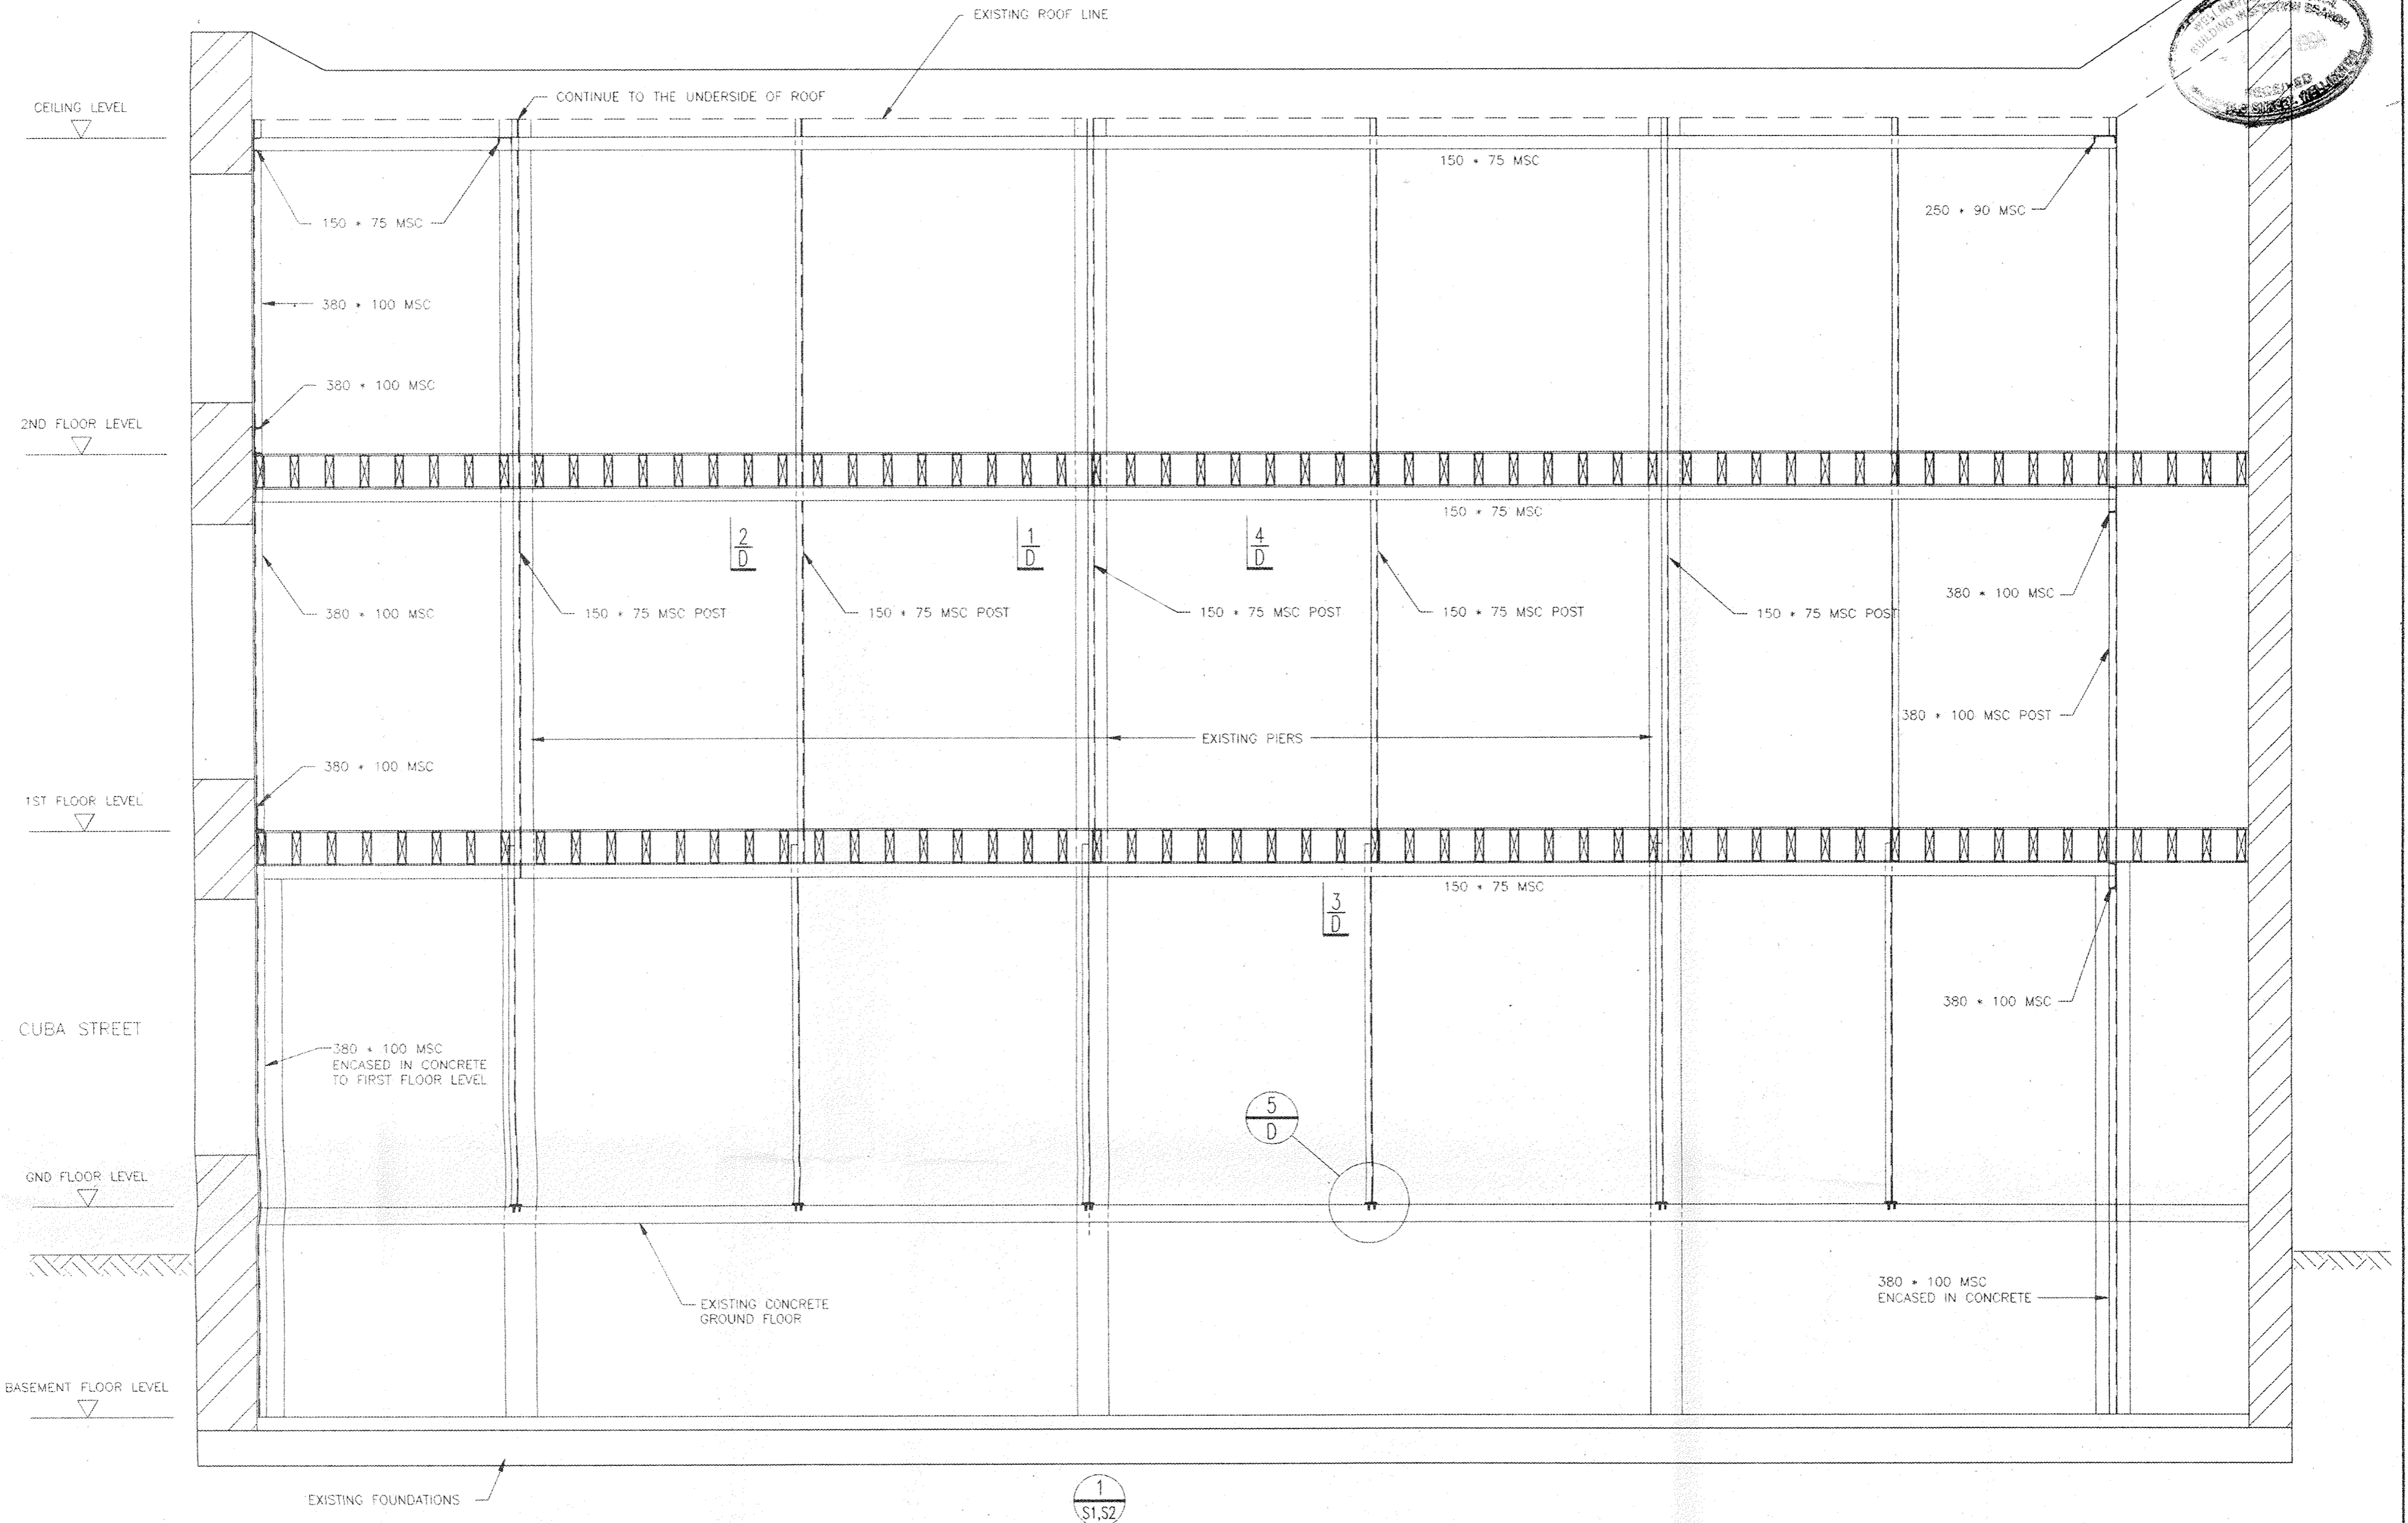 EXISTING ROOF LINE
BUILDING INSPECTION BRANCH
RECEIVED
CEILING LEVEL
CONTINUE TO THE UNDERSIDE OF ROOF
150 * 75 MSC
150 * 75 MSC
250 * 90 MSC
380 * 100 MSC
380 * 100 MSC
2ND FLOOR LEVEL
150 * 75 MSC
2
D
1
D
4
D
380 * 100 MSC
380 * 100 MSC
150 * 75 MSC POST
150 * 75 MSC POST
150 * 75 MSC POST
150 * 75 MSC POST
150 * 75 MSC POST
380 * 100 MSC POST
EXISTING PIERS
380 * 100 MSC
1ST FLOOR LEVEL
150 * 75 MSC
3
D
380 * 100 MSC
CUBA STREET
380 * 100 MSC
ENCASED IN CONCRETE
TO FIRST FLOOR LEVEL
5
D
GND FLOOR LEVEL
380 * 100 MSC
ENCASED IN CONCRETE
EXISTING CONCRETE
GROUND FLOOR
BASEMENT FLOOR LEVEL
EXISTING FOUNDATIONS
1
S1,S2